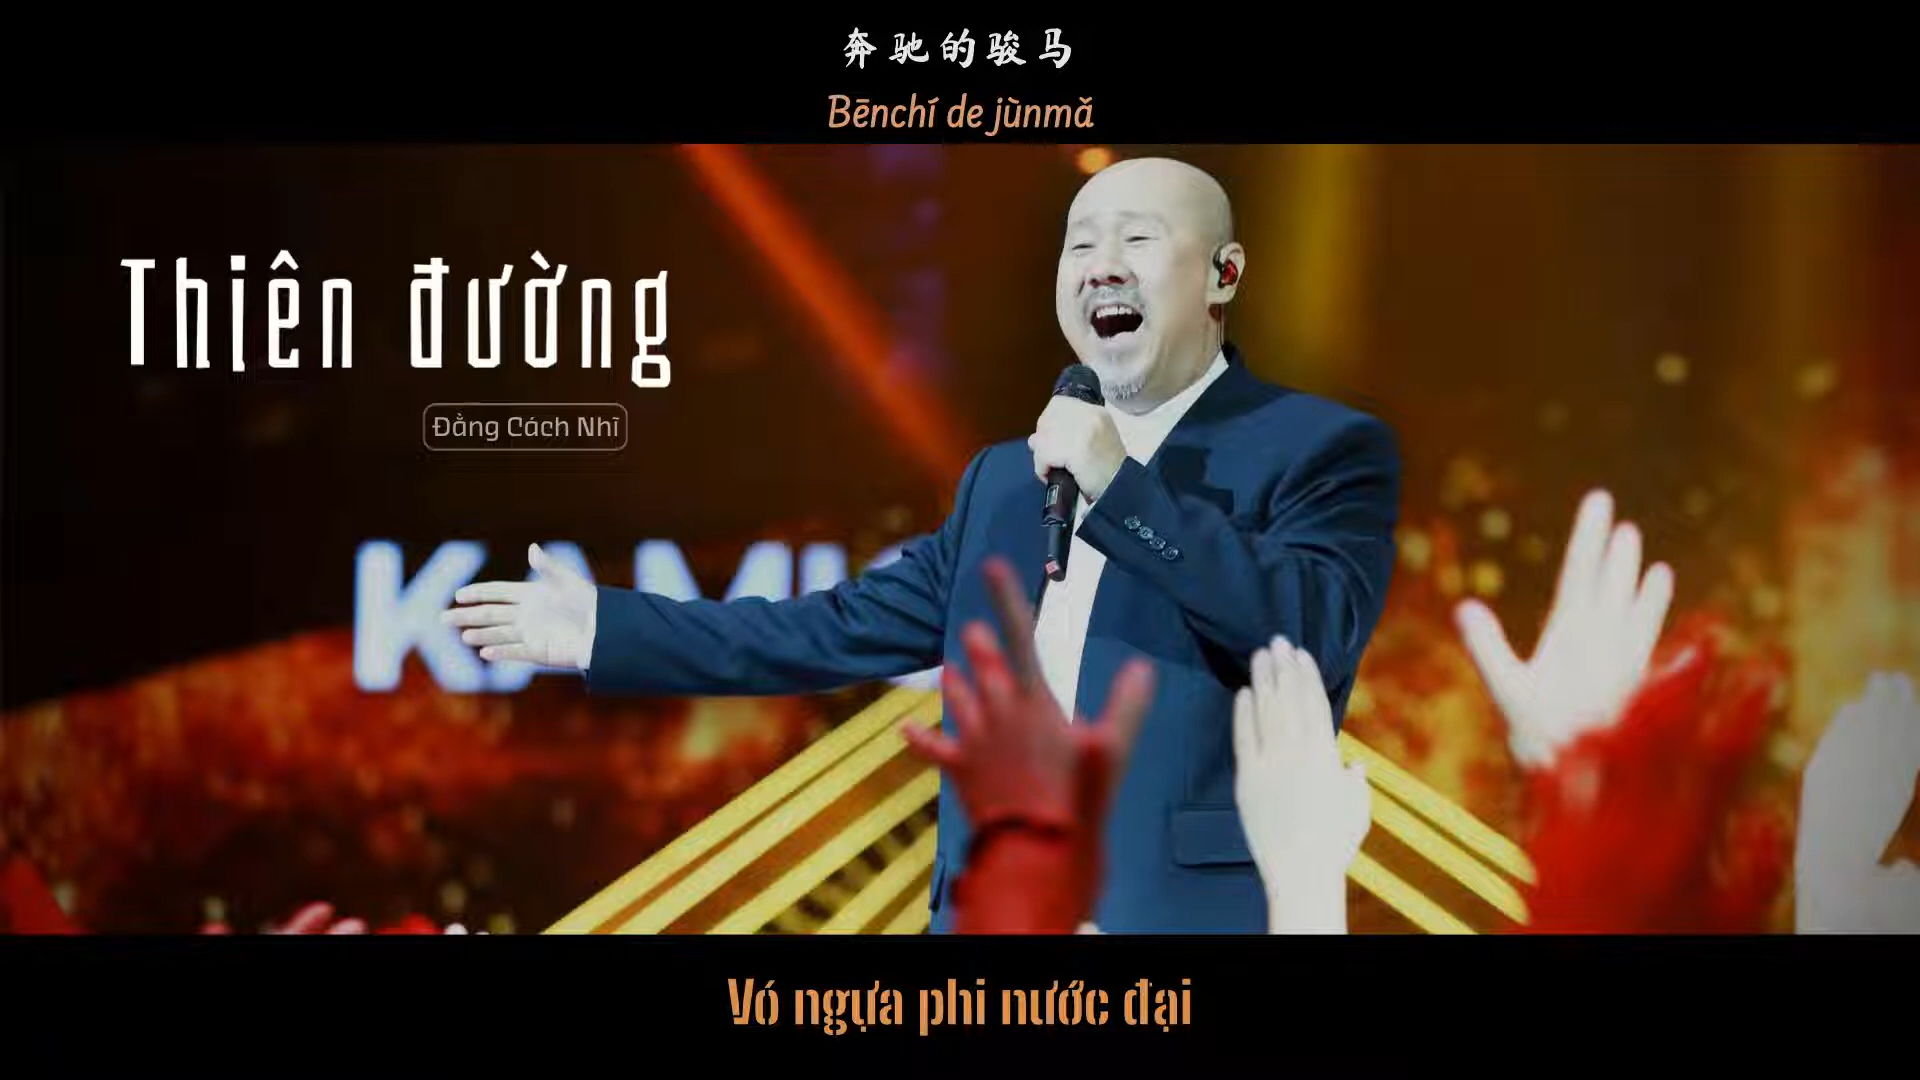 奔驰的骏马
Bēnchí de jùnmǎ
Thiên đường
Đằng Cách Nhĩ
Vó ngựa phi nước đại